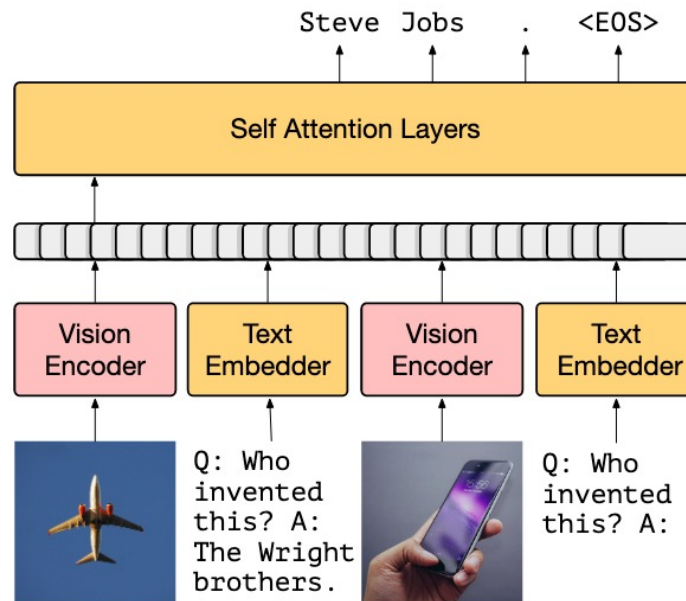 Steve Jobs . <EOS>
Self Attention Layers
Vision
Encoder
Text
Embedder
Vision
Encoder
Text
Embedder
Q: Who
invented
this? A:
The Wright
brothers.
Q: Who
invented
this? A: